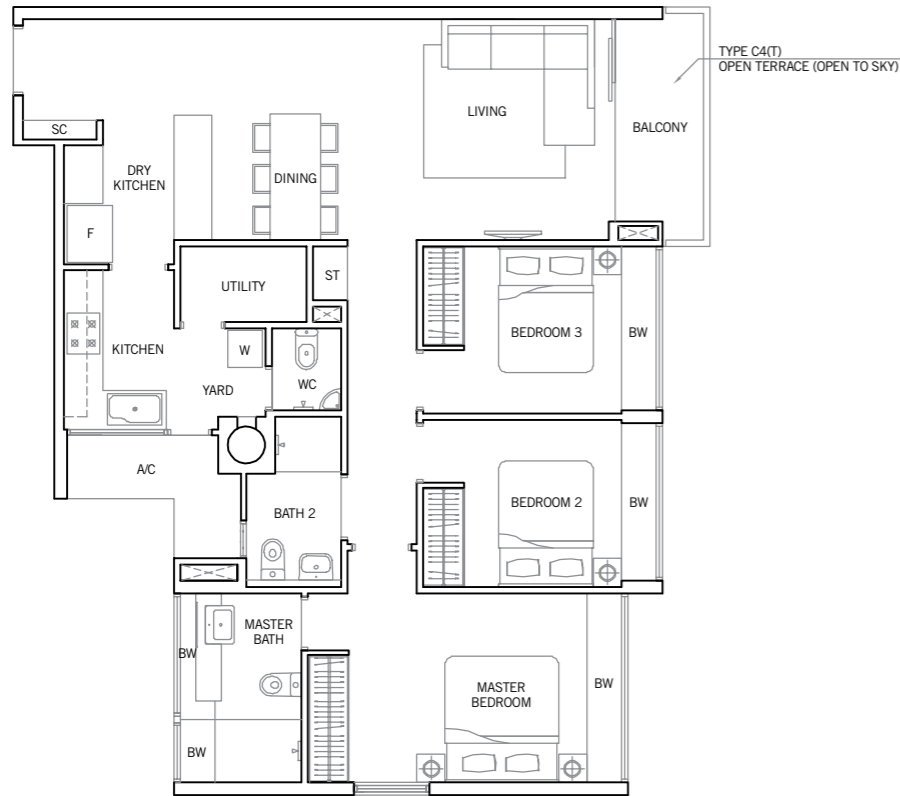 TYPE C4(T)
OPEN TERRACE (OPEN TO SKY)
LIVING
BALCONY
SC
DRY
KITCHEN
DINING
F
UTILITY
ST
BEDROOM 3
BW
KITCHEN
W
YARD
WC
A/C
BATH 2
BEDROOM 2
BW
MASTER
BATH
BW
MASTER
BEDROOM
BW
BW